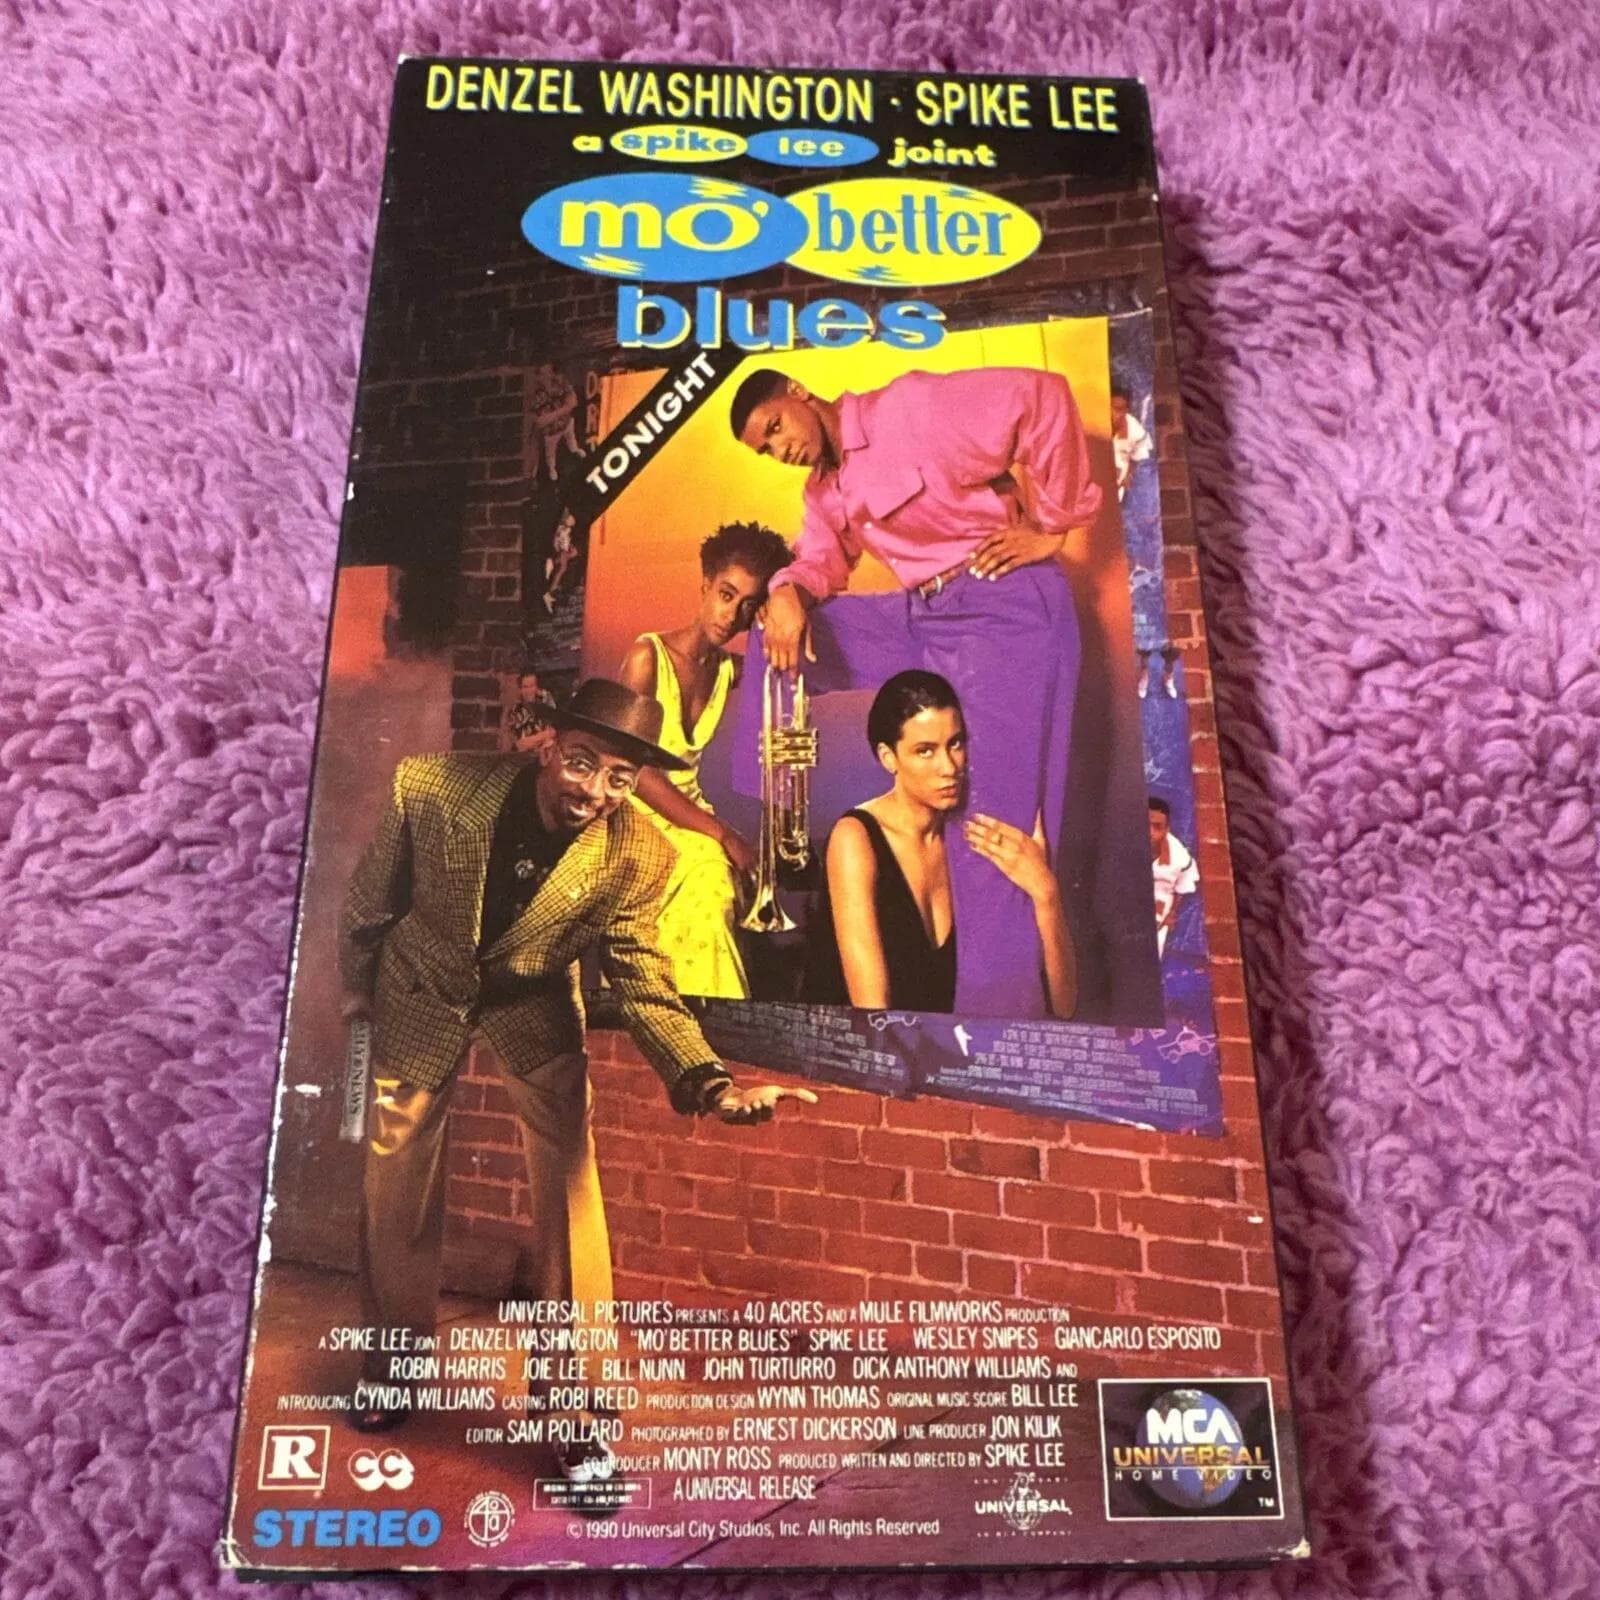 DENZEL WASHINGTON · SPIKE LEE
a spike lee joint
mo' better
blues
TONIGHT
UNIVERSAL PICTURES PRESENTS A 40 ACRES AND A MULE FILMWORKS PRODUCTION
A SPIKE LEE JOINT DENZEL WASHINGTON "MO' BETTER BLUES" SPIKE LEE WESLEY SNIPES GIANCARLO ESPOSITO
ROBIN HARRIS JOIE LEE BILL NUNN JOHN TURTURRO DICK ANTHONY WILLIAMS AND
INTRODUCING CYNDA WILLIAMS CASTING ROBI REED PRODUCTION DESIGN WYNN THOMAS ORIGINAL MUSIC SCORE BILL LEE
EDITOR SAM POLLARD PHOTOGRAPHED BY ERNEST DICKERSON LINE PRODUCER JON KILIK
CO-PRODUCER MONTY ROSS PRODUCED WRITTEN AND DIRECTED BY SPIKE LEE
A UNIVERSAL RELEASE
R
CC
STEREO
UNIVERSAL
AN MCA COMPANY
© 1990 Universal City Studios, Inc. All Rights Reserved
MCA
UNIVERSAL
HOME VIDEO
TM